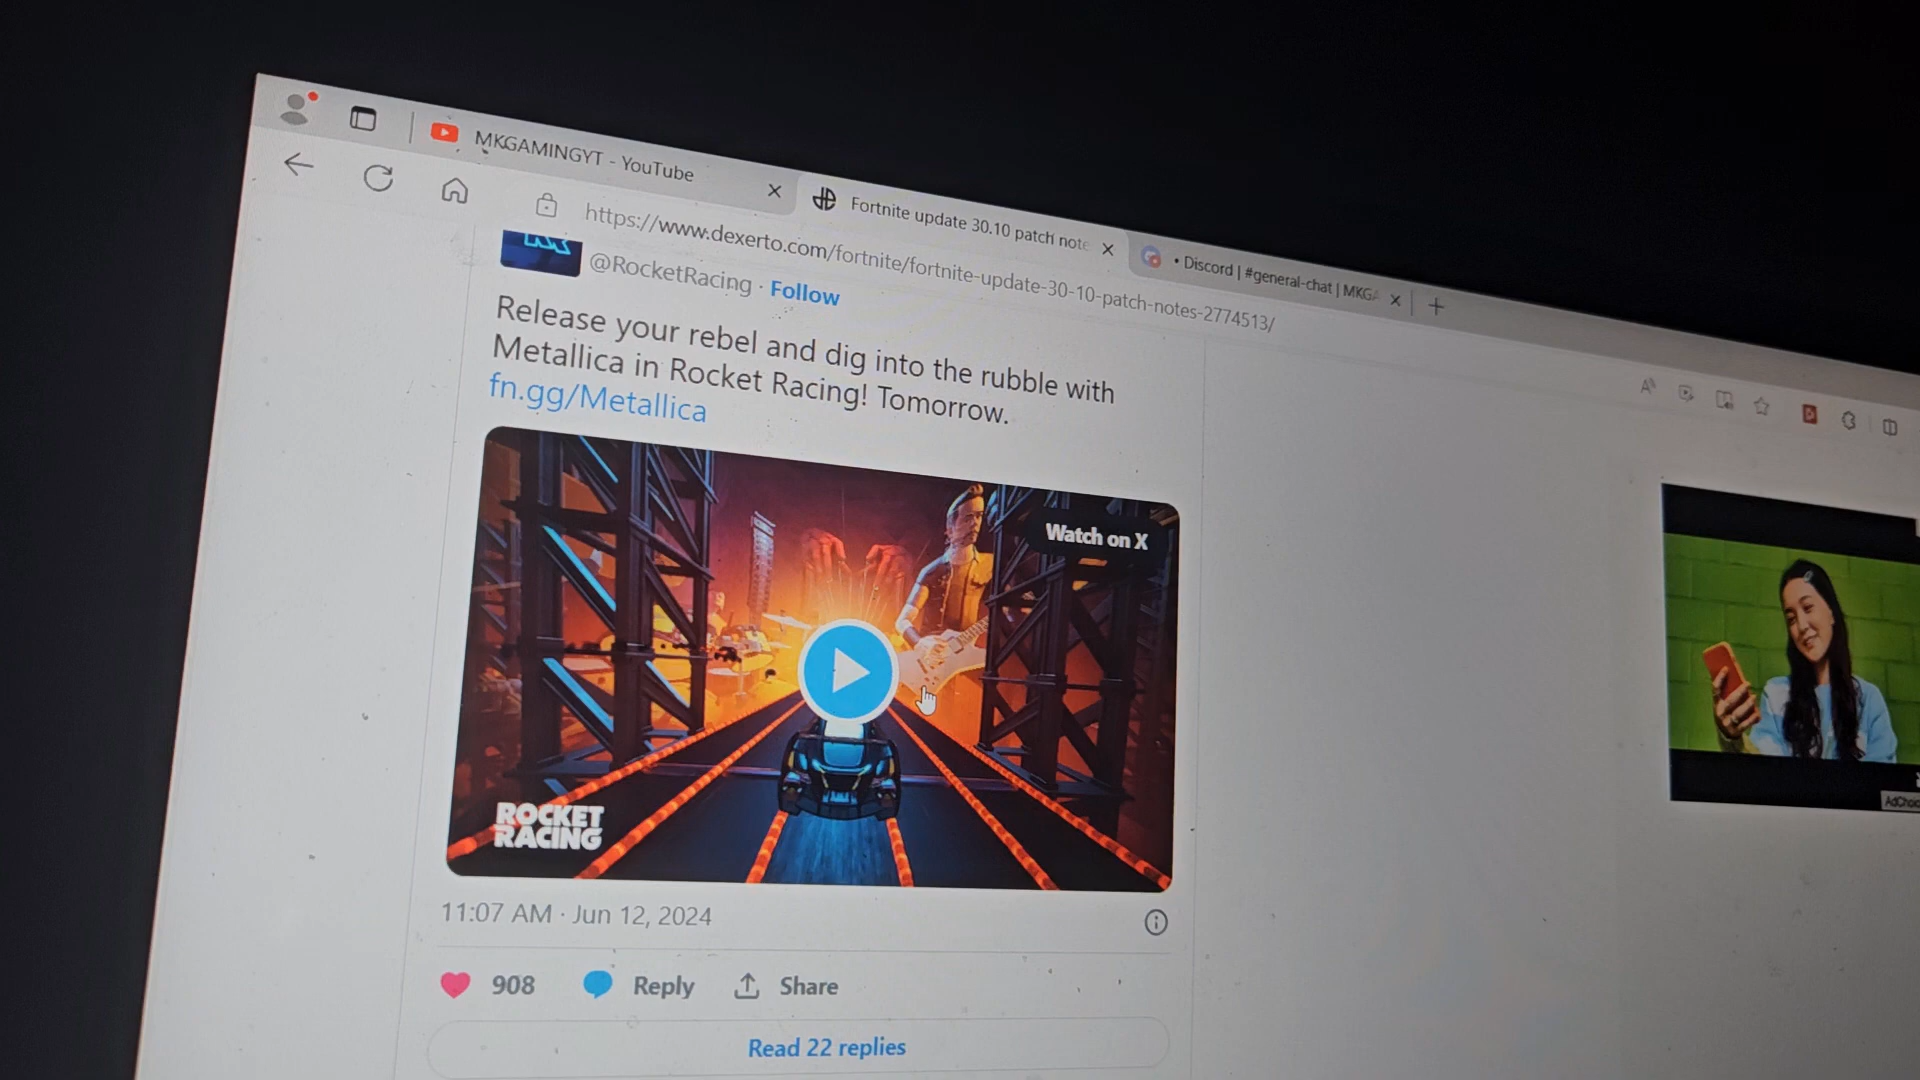 MKGAMINGYT - YouTube
Fortnite update 30.10 patch note
• Discord | #general-chat | MKGA
https://www.dexerto.com/fortnite/fortnite-update-30-10-patch-notes-2774513/
@RocketRacing · Follow
Release your rebel and dig into the rubble with
Metallica in Rocket Racing! Tomorrow.
fn.gg/Metallica
Watch on X
ROCKET
RACING
AdChoic
11:07 AM · Jun 12, 2024
908 Reply Share
Read 22 replies